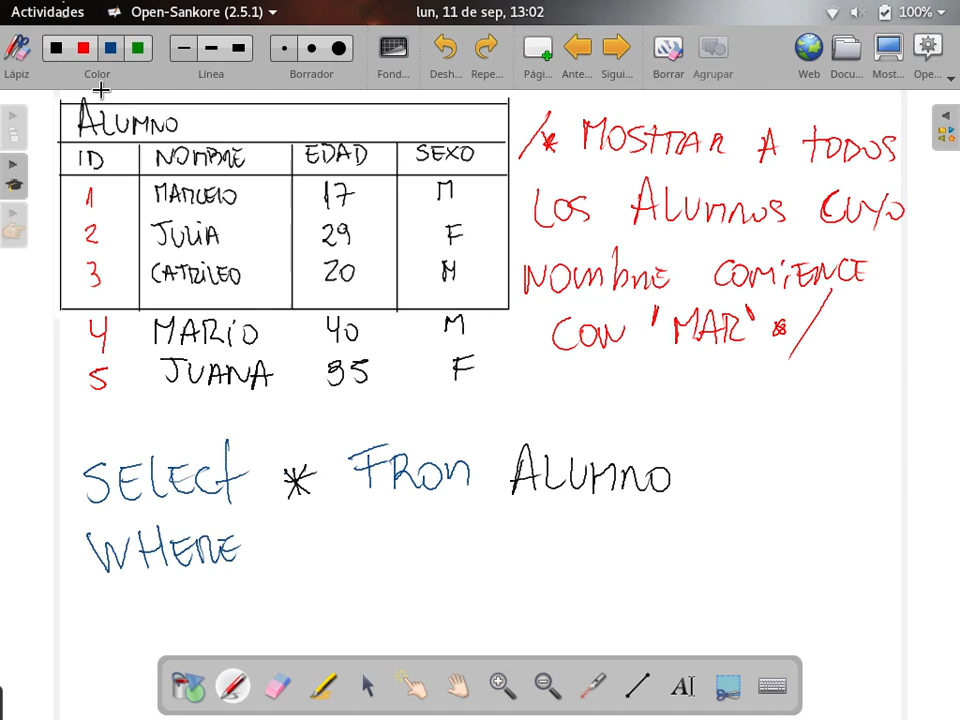 Actividades Open-Sankore (2.5.1) lun, 11 de sep, 13:02 100%
Lápiz Color Línea Borrador Fond... Desh... Repe... Pági... Ante... Sigui... Borrar Agrupar Web Docu... Most... Ope...
ALUMNO
ID NOMBRE EDAD SEXO
1 MARCELO 17 M
2 JULIA 29 F
3 CATRILEO 20 M
4 MARIO 40 M
5 JUANA 35 F
/* MOSTRAR A TODOS
LOS ALUMNOS CUYO
NOMBRE COMIENCE
CON 'MAR' */
SELECT * FROM ALUMNO
WHERE